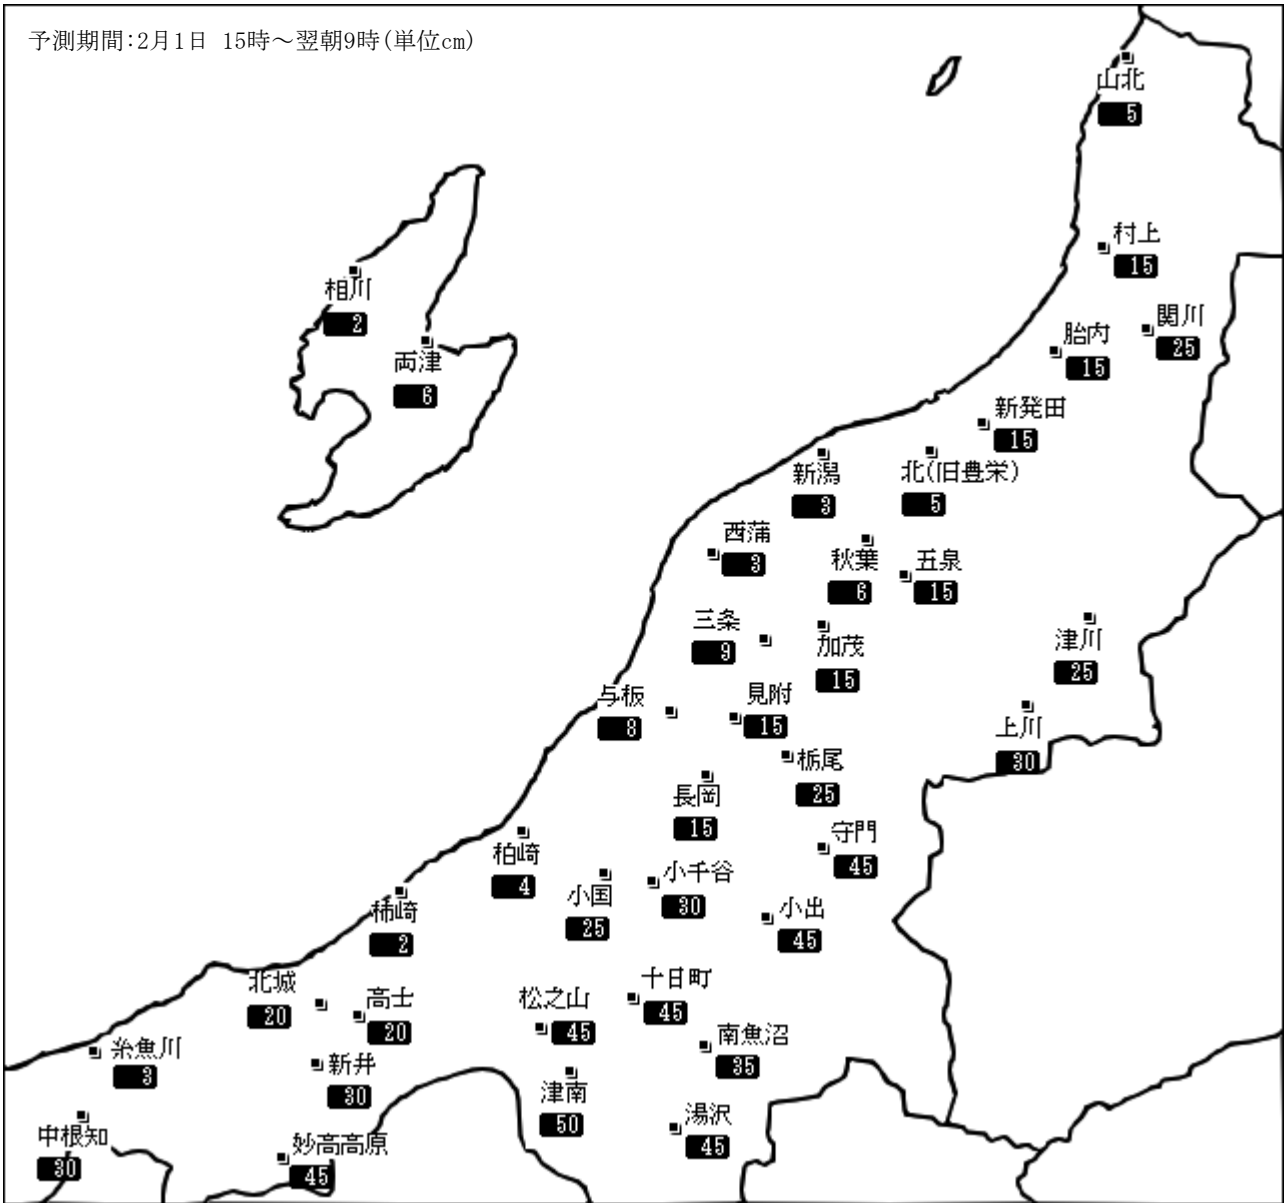 予測期間:2月1日 15時～翌朝9時(単位cm)
山北
5
村上
15
相川
2
関川
25
胎内
15
両津
6
新発田
15
新潟
3
北(旧豊栄)
5
西蒲
3
秋葉
6
五泉
15
三条
9
加茂
15
津川
25
与板
8
見附
15
上川
30
栃尾
25
長岡
15
守門
45
柏崎
4
小国
25
小千谷
30
小出
45
柿崎
2
北城
20
高士
20
松之山
45
十日町
45
南魚沼
35
糸魚川
3
新井
30
津南
50
湯沢
45
中根知
30
妙高高原
45